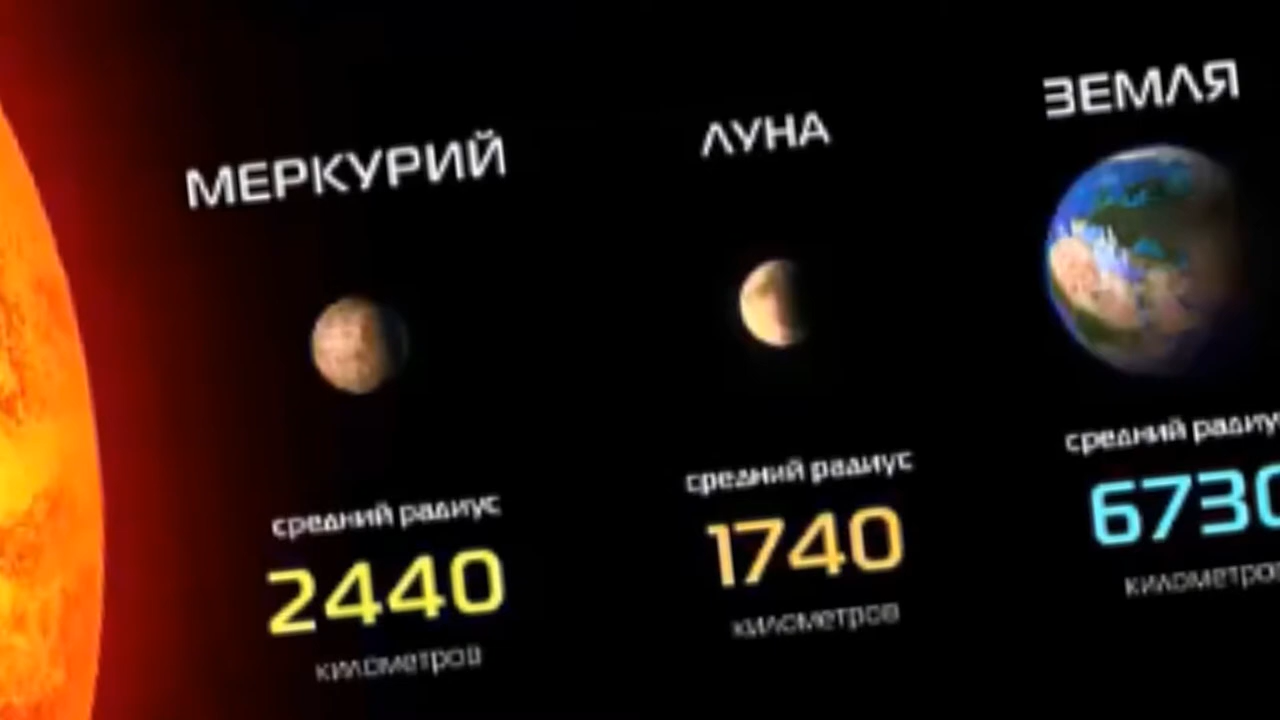 МЕРКУРИЙ
средний радиус
2440
километров
ЛУНА
средний радиус
1740
километров
ЗЕМЛЯ
средний радиус
6730
километров